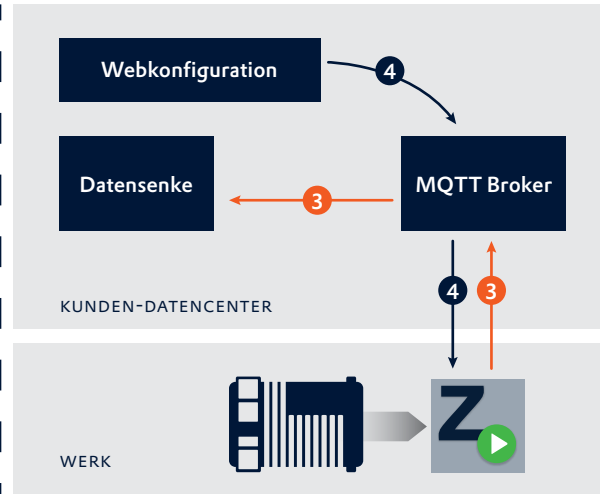 Webkonfiguration
4
Datensenke
3
MQTT Broker
4
3
KUNDEN-DATENCENTER
Z
WERK